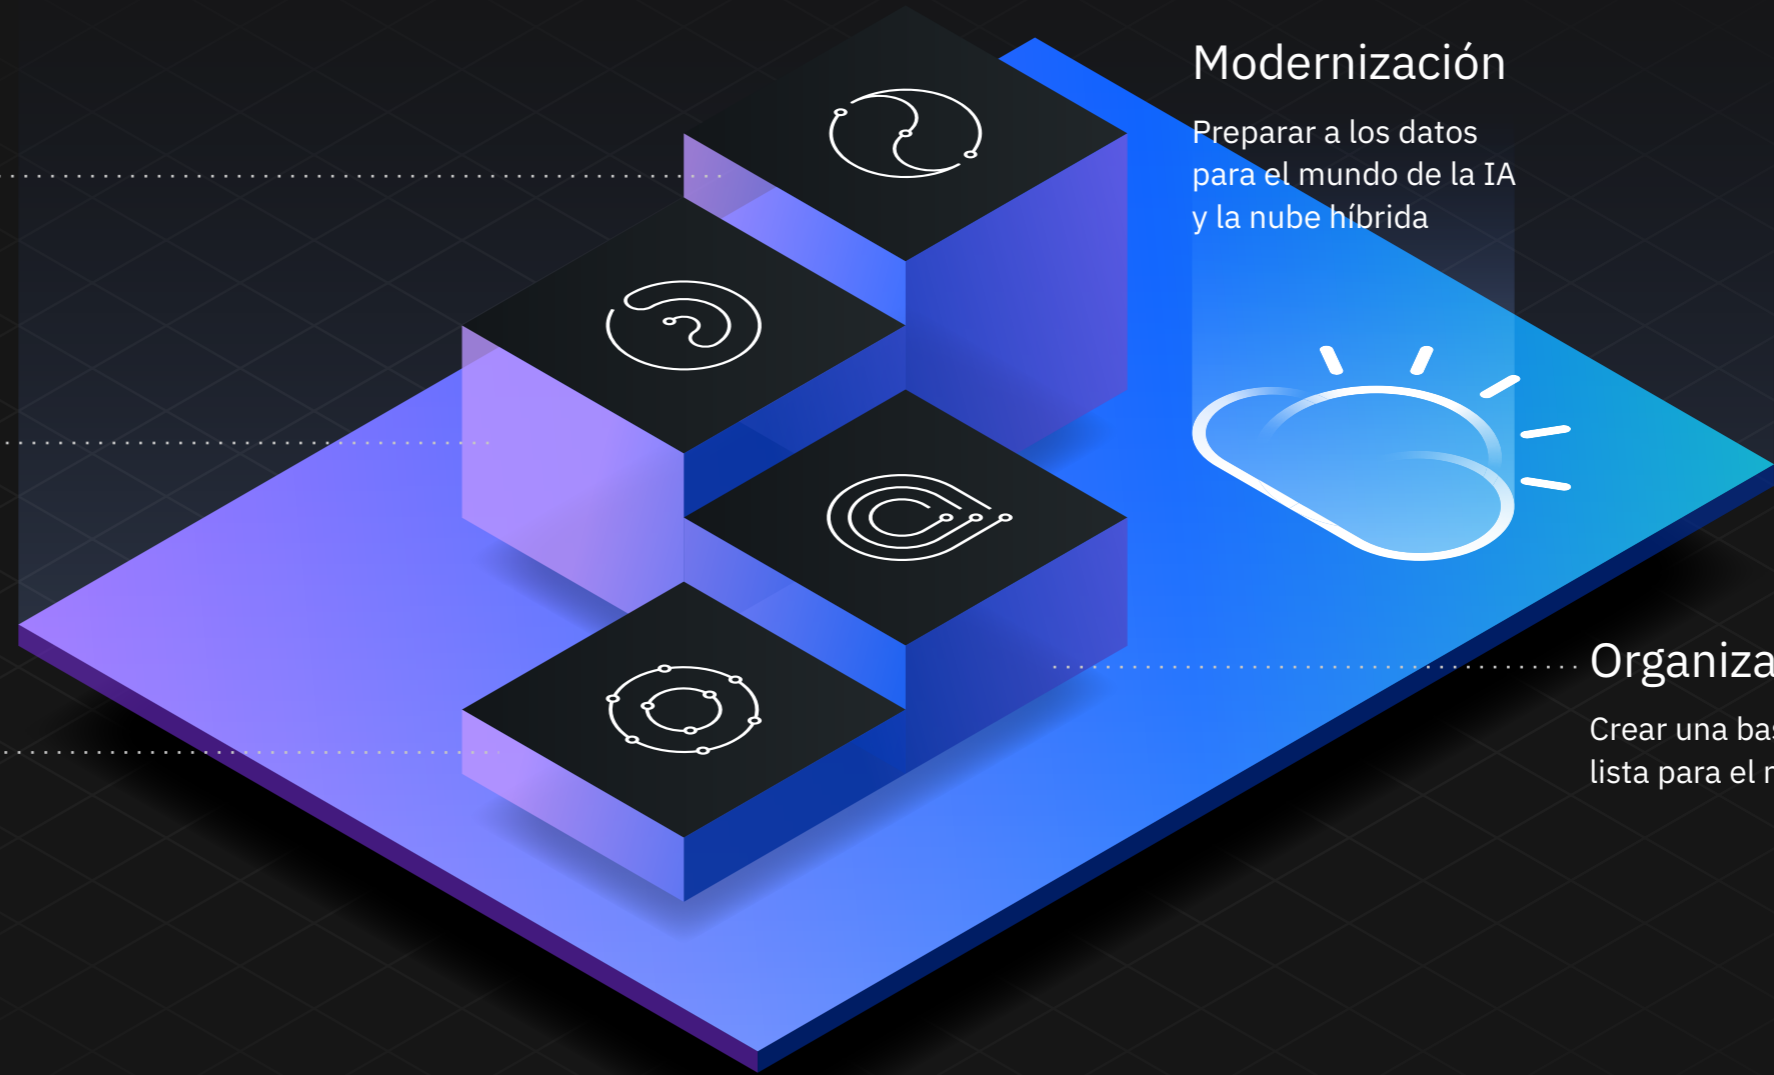 Modernización
Preparar a los datos
para el mundo de la IA
y la nube híbrida
Organiza
Crear una
lista para el